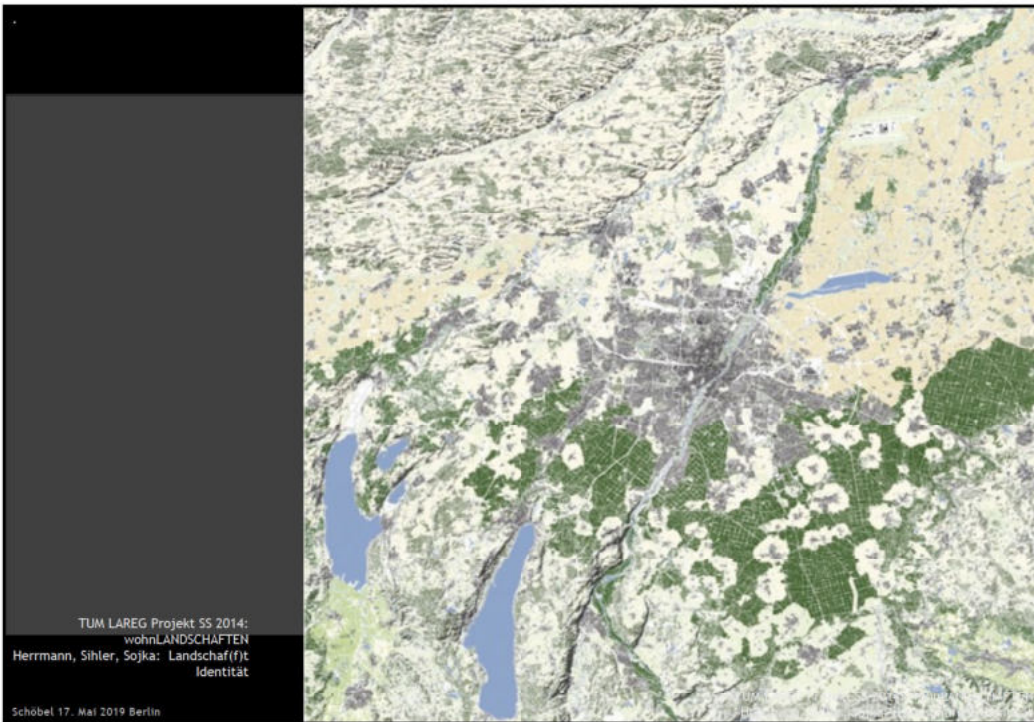 TUM LAREG Projekt SS 2014:
wohnLANDSCHAFTEN
Herrmann, Sihler, Sojka: Landschaf(f)t
Identität
Schöbel 17. Mai 2019 Berlin